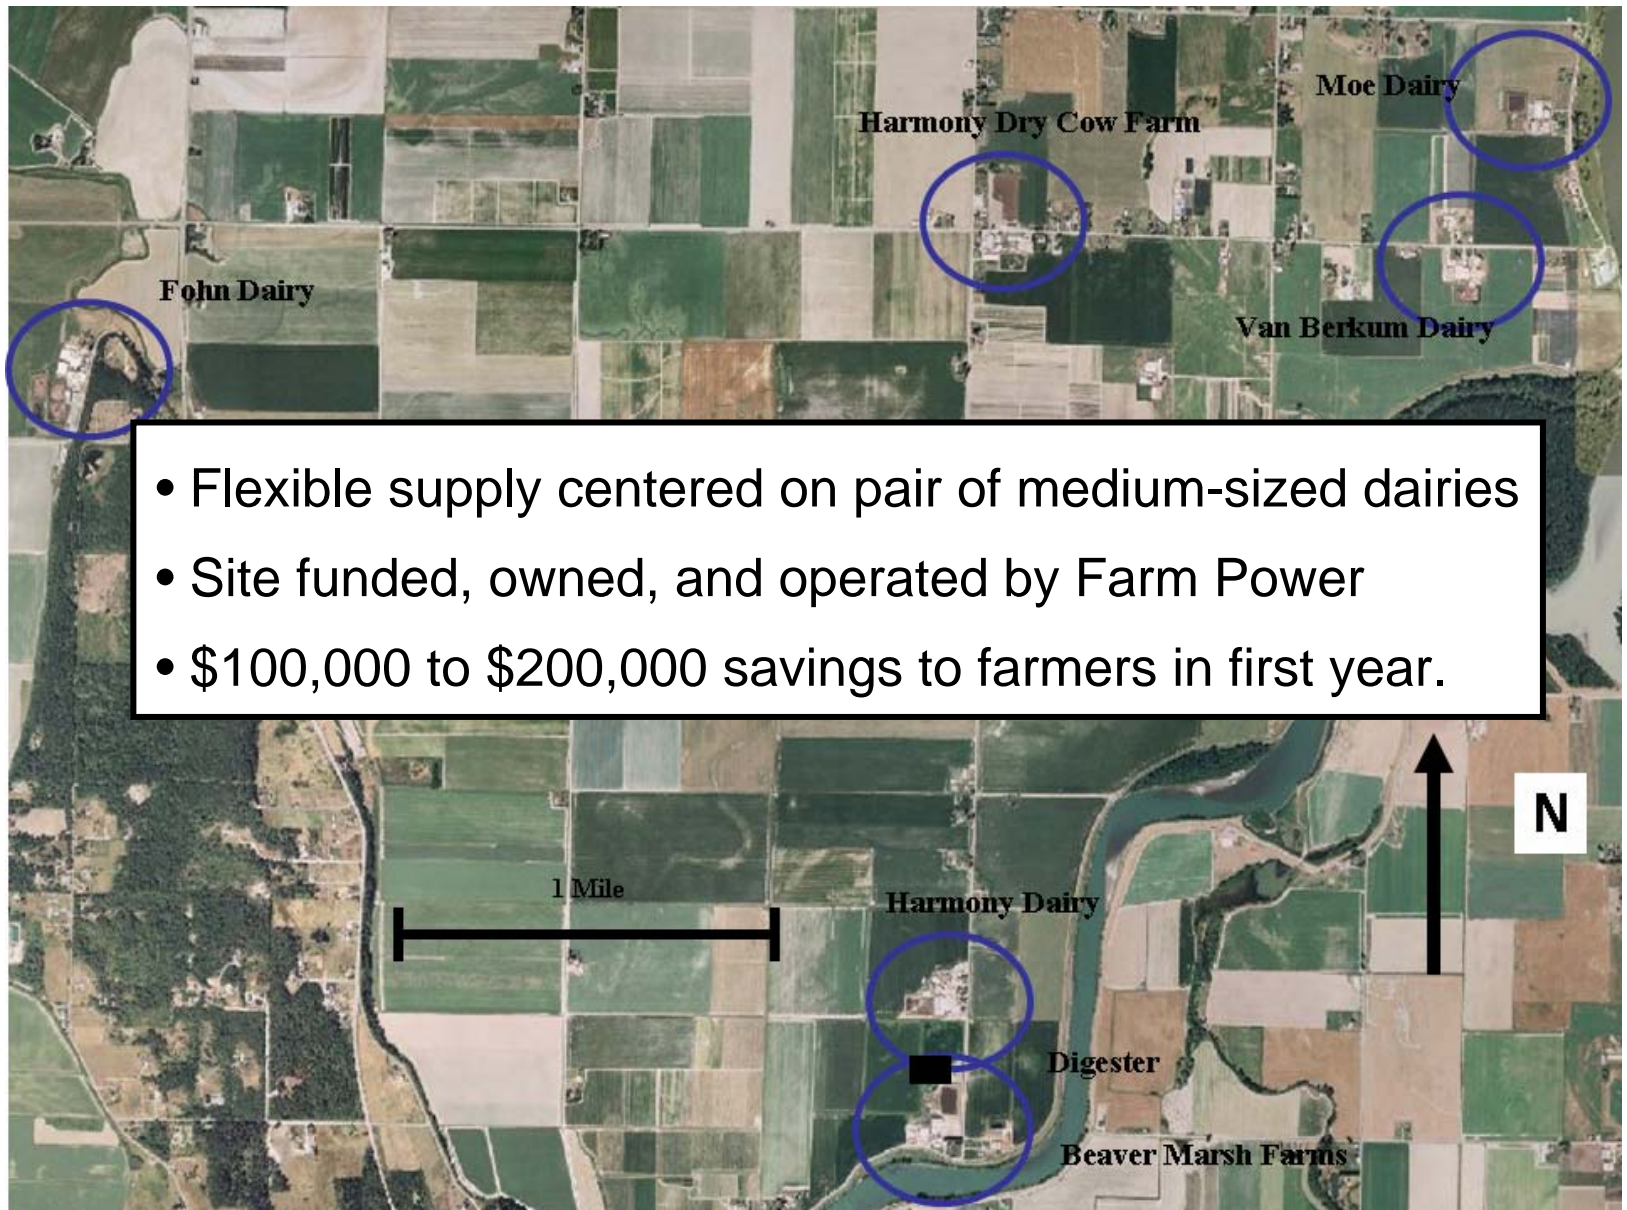 Moe Dairy
Harmony Dry Cow Farm
Fohn Dairy
Van Berkum Dairy
• Flexible supply centered on pair of medium-sized dairies
• Site funded, owned, and operated by Farm Power
• $100,000 to $200,000 savings to farmers in first year.
N
1 Mile
Harmony Dairy
Digester
Beaver Marsh Farms